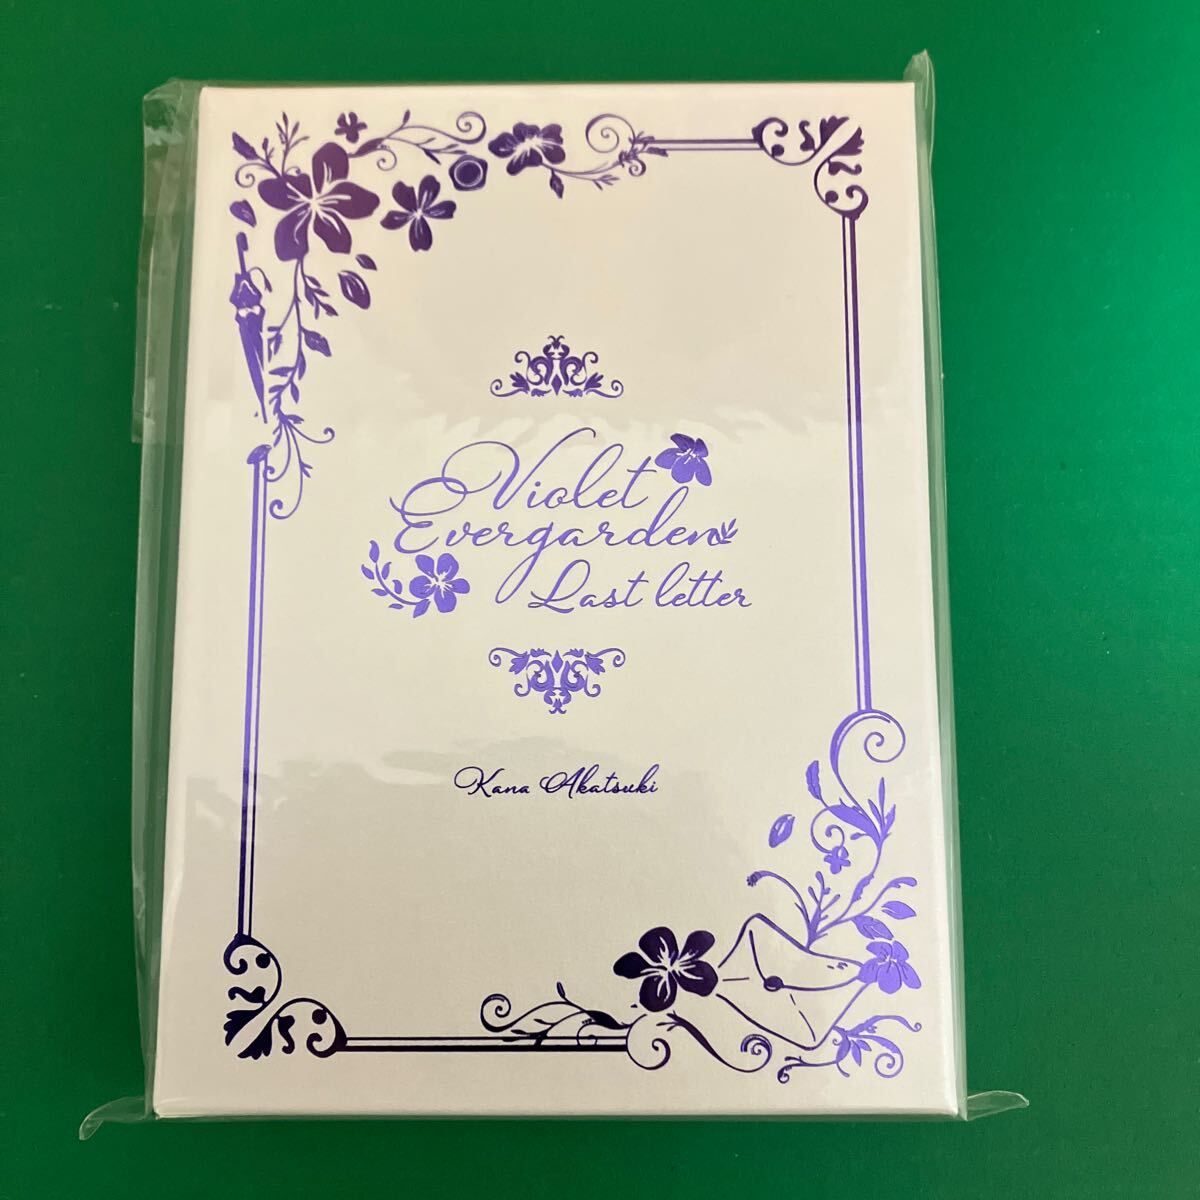 Violet
Evergarden
Last letter
Kana Akatsuki